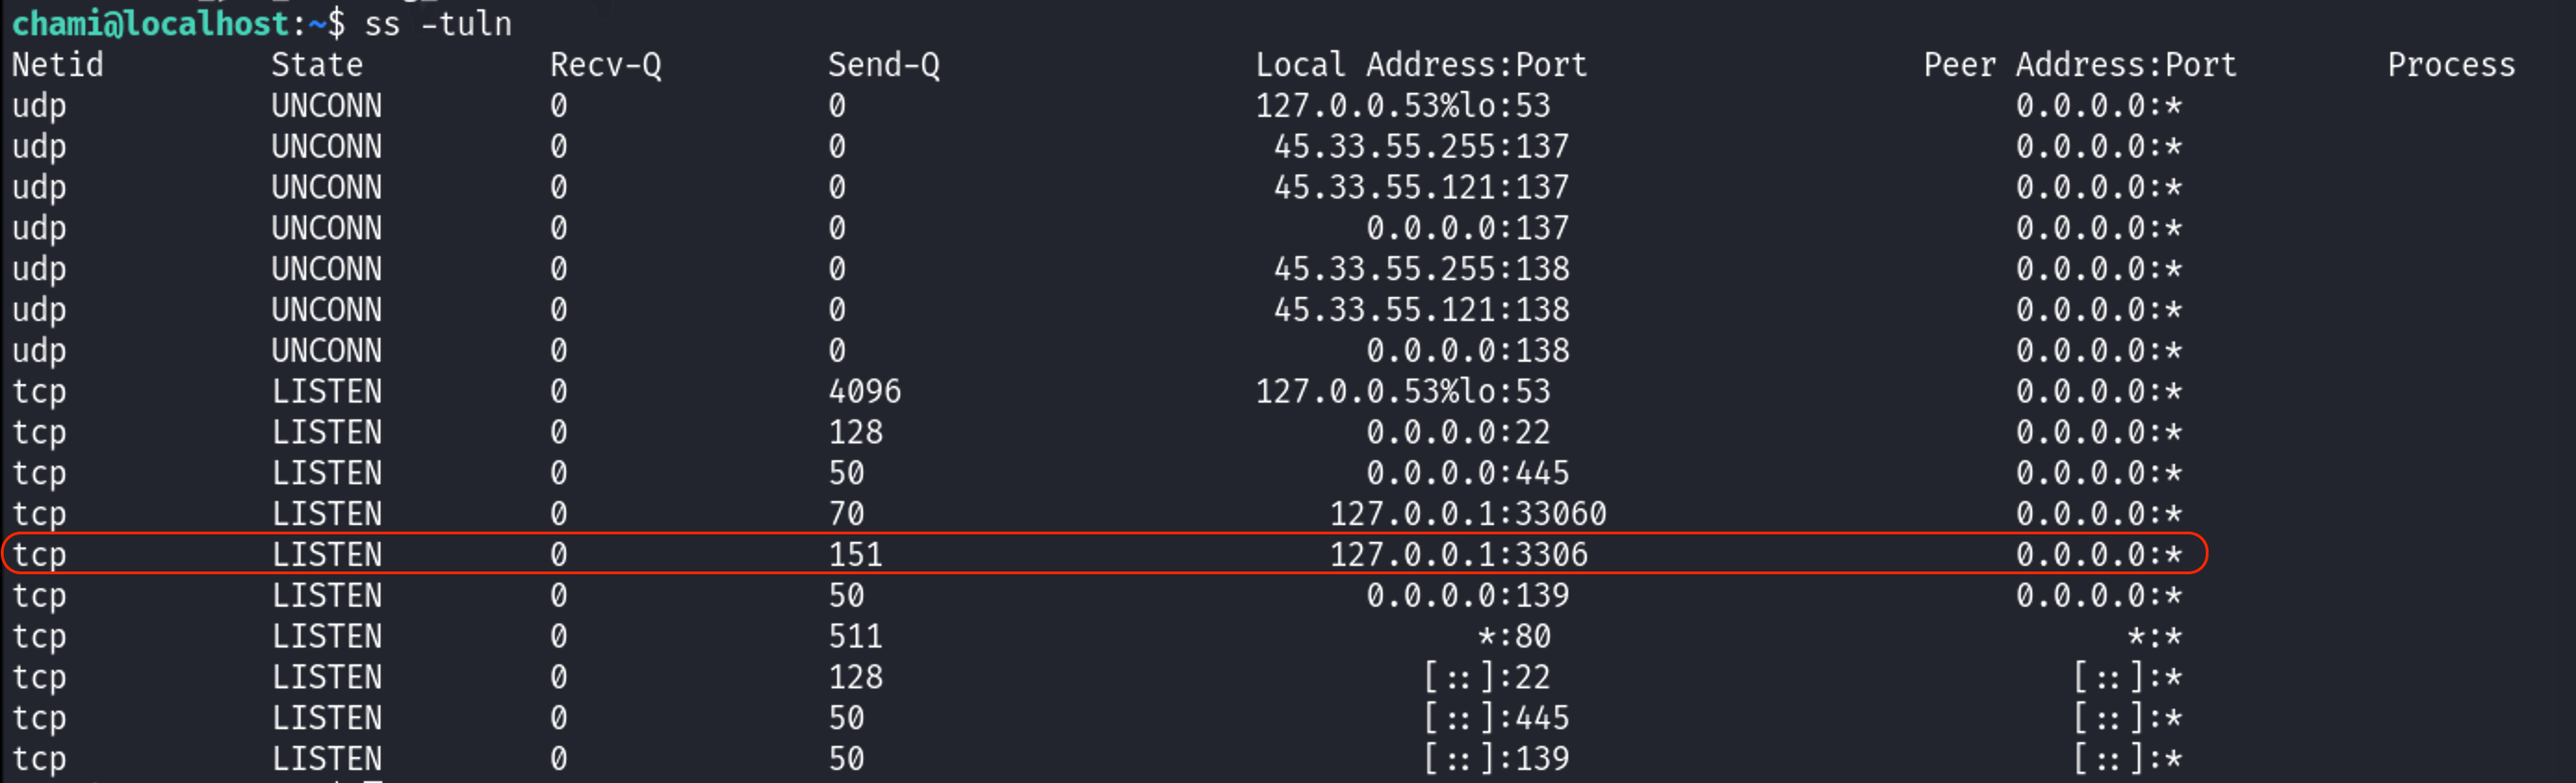 chami@localhost:~$ ss -tuln
Netid State Recv-Q Send-Q Local Address:Port Peer Address:Port Process
udp UNCONN 0 0 127.0.0.53%lo:53 0.0.0.0:*
udp UNCONN 0 0 45.33.55.255:137 0.0.0.0:*
udp UNCONN 0 0 45.33.55.121:137 0.0.0.0:*
udp UNCONN 0 0 0.0.0.0:137 0.0.0.0:*
udp UNCONN 0 0 45.33.55.255:138 0.0.0.0:*
udp UNCONN 0 0 45.33.55.121:138 0.0.0.0:*
udp UNCONN 0 0 0.0.0.0:138 0.0.0.0:*
tcp LISTEN 0 4096 127.0.0.53%lo:53 0.0.0.0:*
tcp LISTEN 0 128 0.0.0.0:22 0.0.0.0:*
tcp LISTEN 0 50 0.0.0.0:445 0.0.0.0:*
tcp LISTEN 0 70 127.0.0.1:33060 0.0.0.0:*
tcp LISTEN 0 151 127.0.0.1:3306 0.0.0.0:*
tcp LISTEN 0 50 0.0.0.0:139 0.0.0.0:*
tcp LISTEN 0 511 *:80 *:*
tcp LISTEN 0 128 [::]:22 [::]:*
tcp LISTEN 0 50 [::]:445 [::]:*
tcp LISTEN 0 50 [::]:139 [::]:*